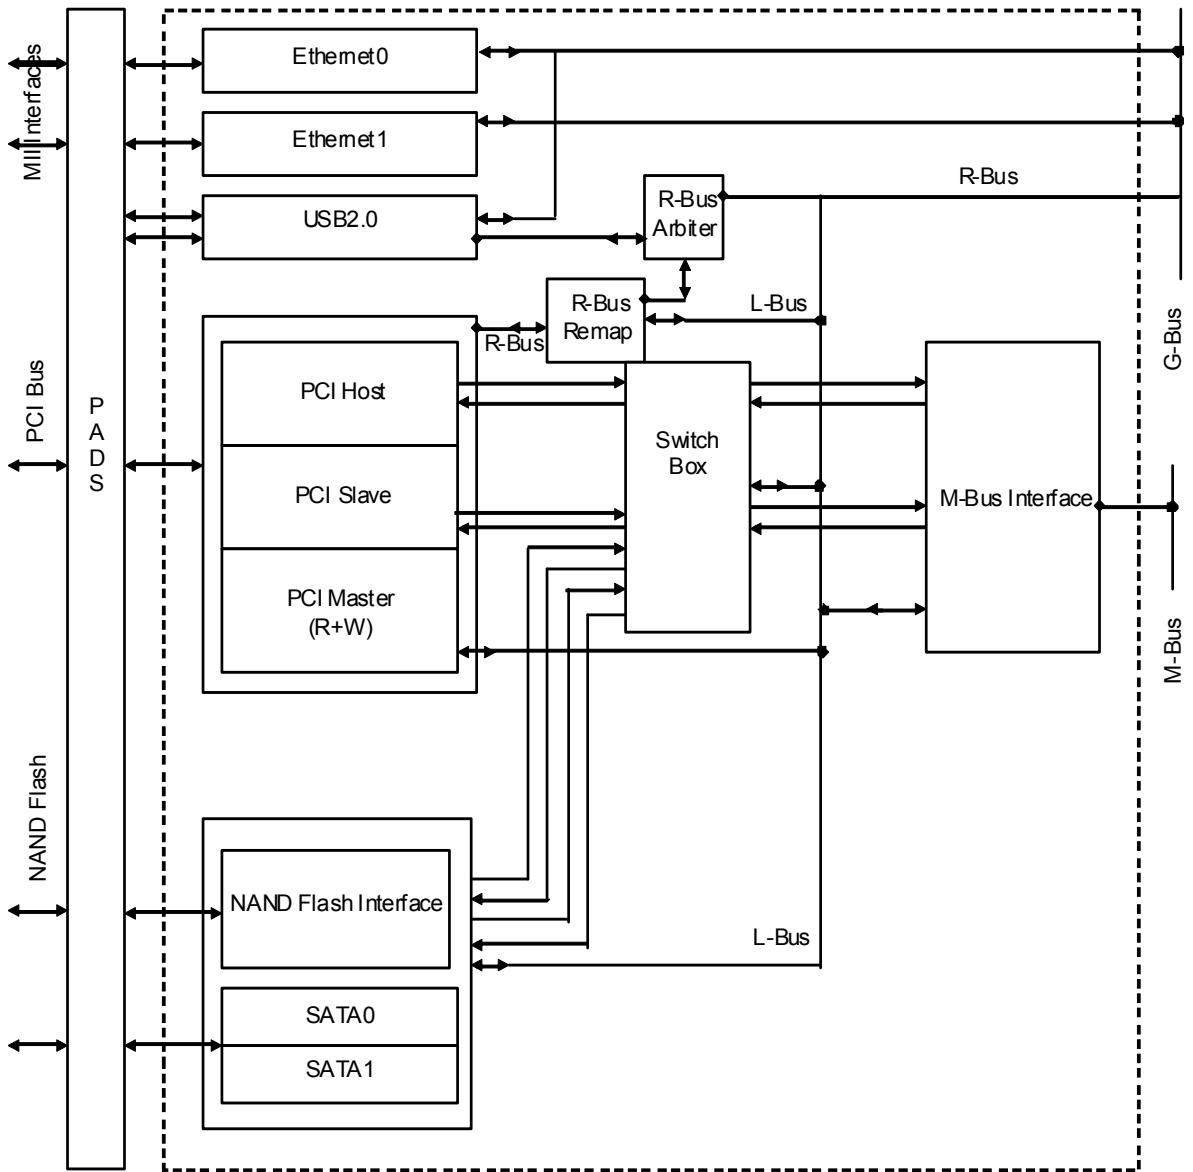 MII Interfaces
Ethernet0
Ethernet1
USB2.0
R-Bus
Arbiter
R-Bus
R-Bus
Remap
L-Bus
R-Bus
G-Bus
PCI Bus
PADS
PCI Host
PCI Slave
PCI Master
(R+W)
Switch
Box
M-Bus Interface
M-Bus
NAND Flash
NAND Flash Interface
L-Bus
SATA0
SATA1